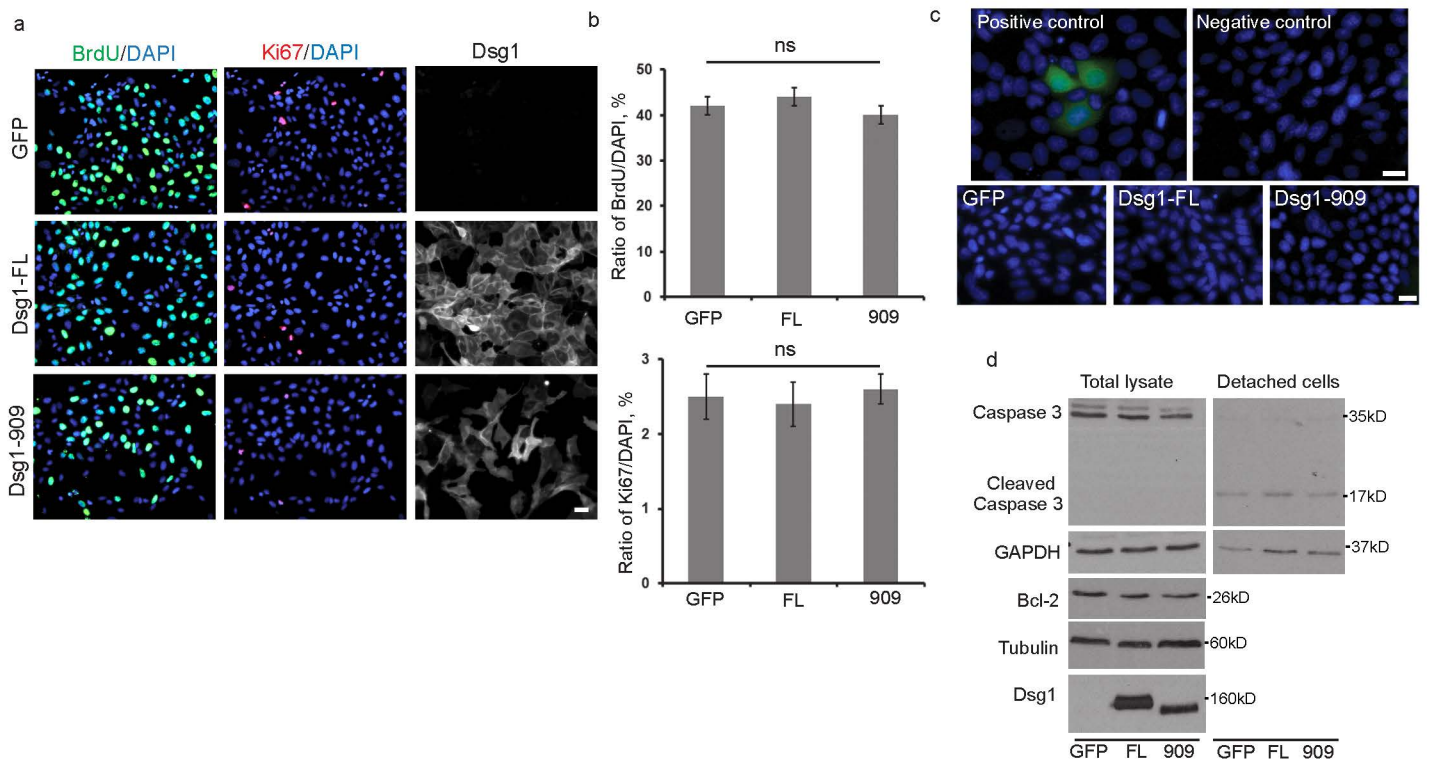 a
BrdU/DAPI
Ki67/DAPI
Dsg1
GFP
Dsg1-FL
Dsg1-909
b
ns
50
40
30
20
10
0
Ratio of BrdU/DAPI, %
GFP
FL
909
ns
3
2
1
0
Ratio of Ki67/DAPI, %
GFP
FL
909
c
Positive control
Negative control
GFP
Dsg1-FL
Dsg1-909
d
Total lysate
Detached cells
Caspase 3
-35kD
Cleaved
Caspase 3
-17kD
GAPDH
-37kD
Bcl-2
-26kD
Tubulin
-60kD
Dsg1
-160kD
GFP FL 909
GFP FL 909